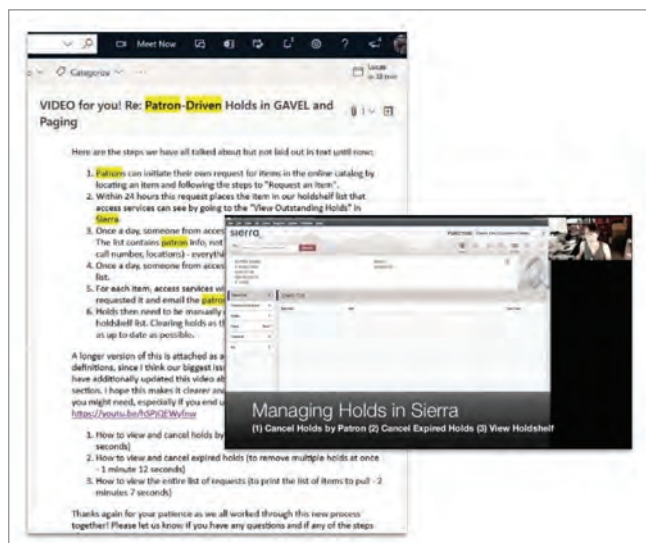 Meet Now
?
Categorize
VIDEO for you! Re: Patron-Driven Holds in GAVEL and
Paging
Here are the steps we have all talked about but not laid out in text until now:
1. Patrons can initiate their own request for items in the online catalog by
locating an item and following the steps to "Request an Item".
2. Within 24 hours this request places the item in our holdshelf list that
access services can see by going to the "View Outstanding Holds" in
Sierra.
3. Once a day, someone from acces
The list contains patron info, not
call number, locations) - everythi
4. Once a day, someone from acces
list.
5. For each item, access services w
requested it and email the patro
6. Holds then need to be manually
holdshelf list. Clearing holds as th
as up to date as possible.
A longer version of this is attached as a
definitions, since I think our biggest iss
have additionally updated this video ab
section. I hope this makes it clearer an
you might need, especially if you end u
https://youtu.be/hSPjQEWyfnw
1. How to view and cancel holds by
seconds)
2. How to view and cancel expired holds (to remove multiple holds at once
- 1 minute 12 seconds)
3. How to view the entire list of requests (to print the list of items to pull - 2
minutes 7 seconds)
Thanks again for your patience as we all worked through this new process
together! Please let us know if you have any questions and if any of the steps
sierra
Managing Holds in Sierra
(1) Cancel Holds by Patron (2) Cancel Expired Holds (3) View Holdshelf